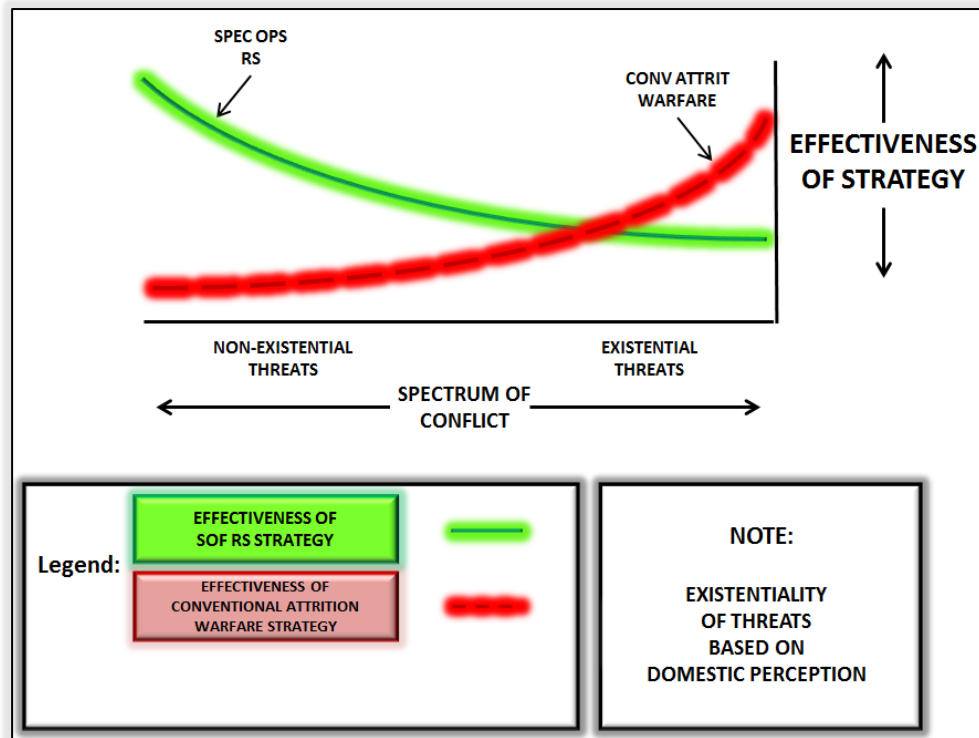 SPEC OPS
RS
CONV ATTRIT
WARFARE
EFFECTIVENESS
OF STRATEGY
NON-EXISTENTIAL
THREATS
EXISTENTIAL
THREATS
SPECTRUM OF
CONFLICT
Legend:
EFFECTIVENESS OF
SOF RS STRATEGY
EFFECTIVENESS OF
CONVENTIONAL ATTRITION
WARFARE STRATEGY
NOTE:
EXISTENTIALITY
OF THREATS
BASED ON
DOMESTIC PERCEPTION